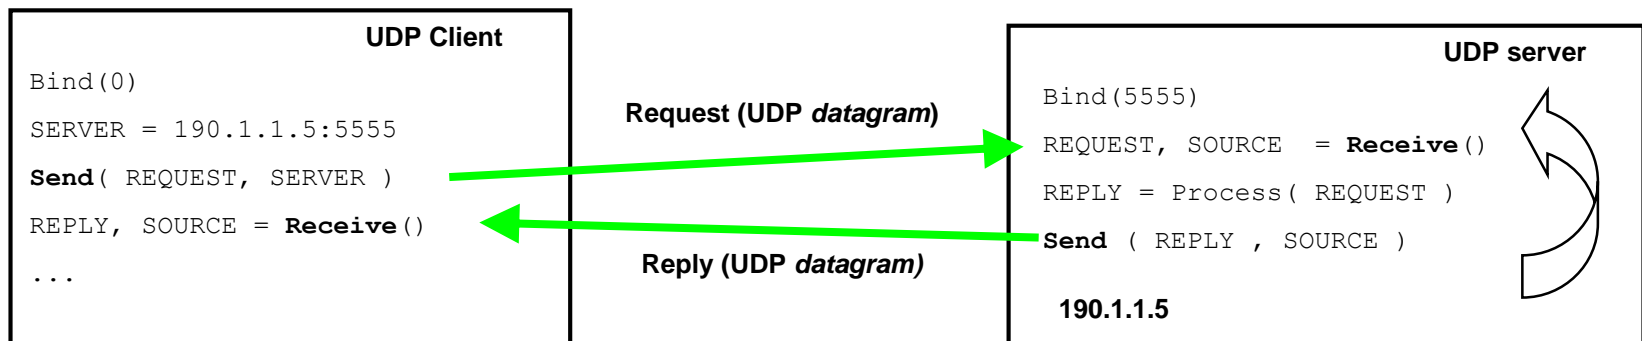 UDP Client
Bind(0)
SERVER = 190.1.1.5:5555
Send( REQUEST, SERVER )
REPLY, SOURCE = Receive()
...
Request (UDP datagram)
Reply (UDP datagram)
UDP server
Bind(5555)
REQUEST, SOURCE  = Receive()
REPLY = Process( REQUEST )
Send ( REPLY , SOURCE )
190.1.1.5